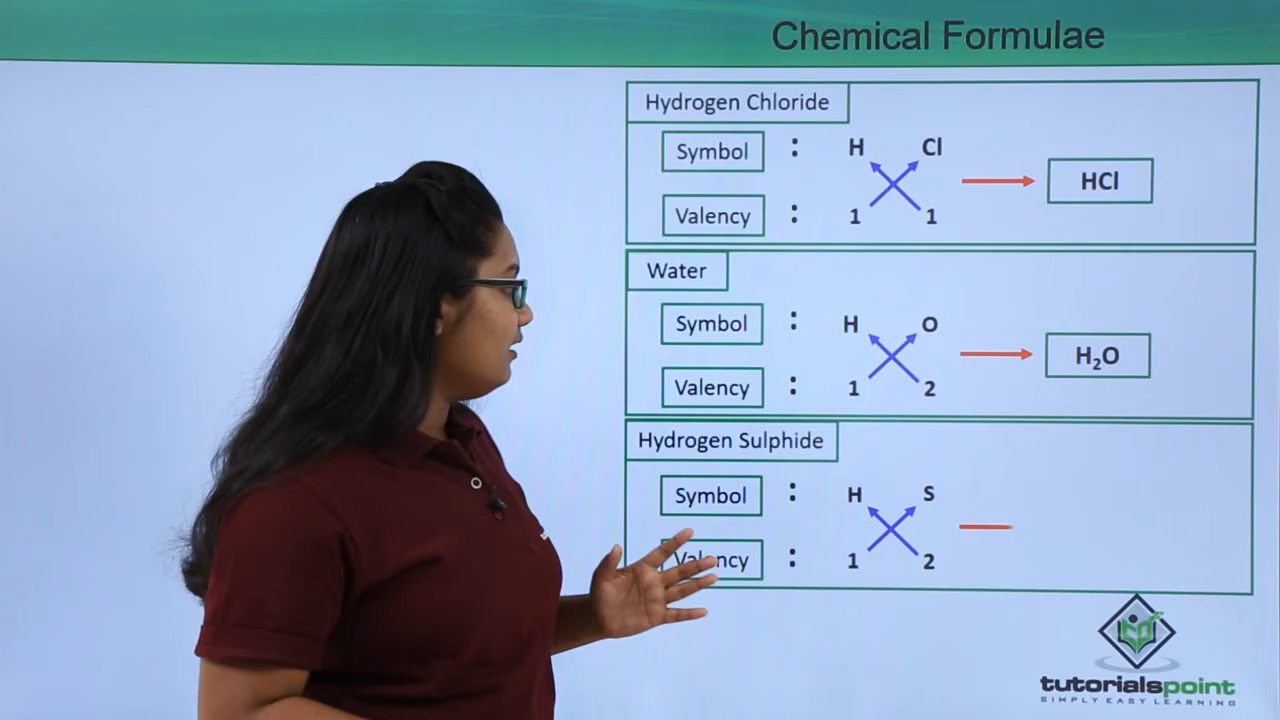 Chemical Formulae
Hydrogen Chloride
Symbol : H Cl
HCl
Valency : 1 1
Water
Symbol : H O
H₂O
Valency : 1 2
Hydrogen Sulphide
Symbol : H S
Valency : 1 2
tutorialspoint
SIMPLY EASY LEARNING